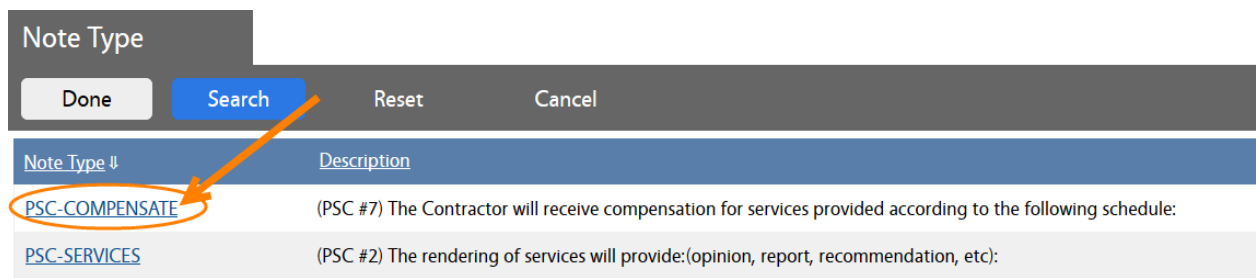 Note Type
Done Search Reset Cancel
Note Type ⇓ Description
PSC-COMPENSATE (PSC #7) The Contractor will receive compensation for services provided according to the following schedule:
PSC-SERVICES (PSC #2) The rendering of services will provide:(opinion, report, recommendation, etc):